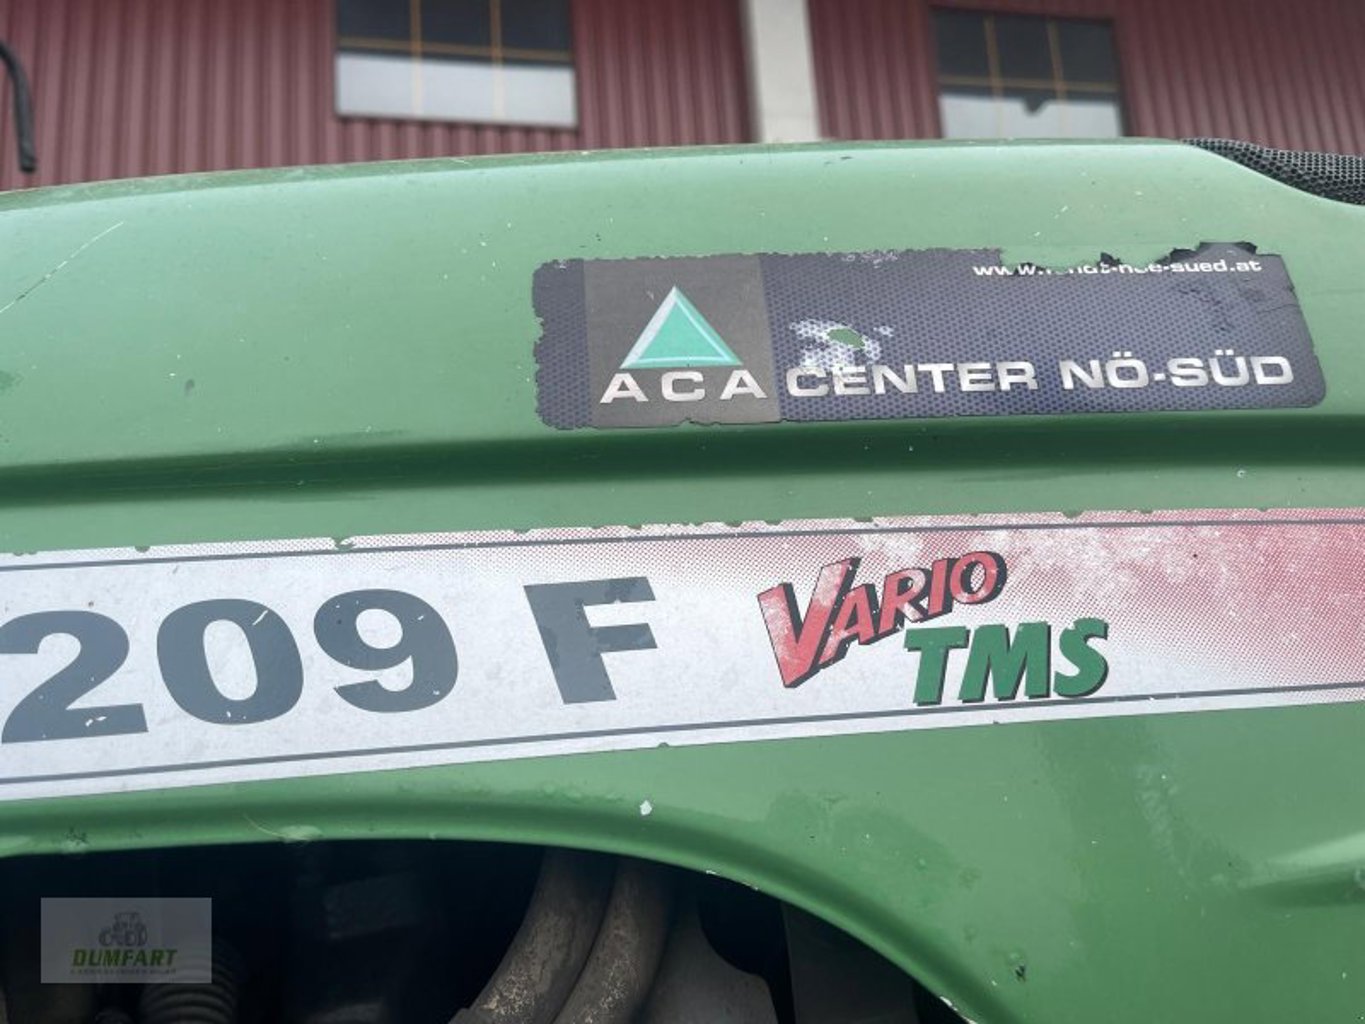 ACA CENTER NÖ-SÜD
209 F VARIO TMS
DUMFART